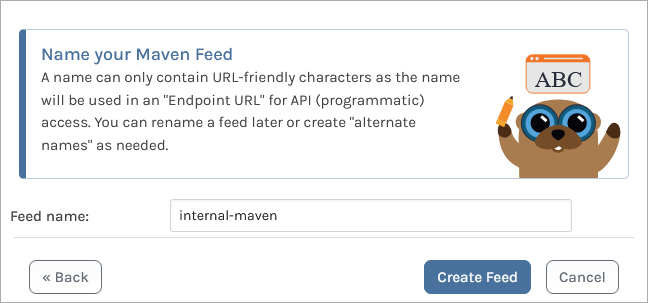 Name your Maven Feed
A name can only contain URL-friendly characters as the name
will be used in an "Endpoint URL" for API (programmatic)
access. You can rename a feed later or create "alternate
names" as needed.
ABC
Feed name:
internal-maven
« Back
Create Feed
Cancel